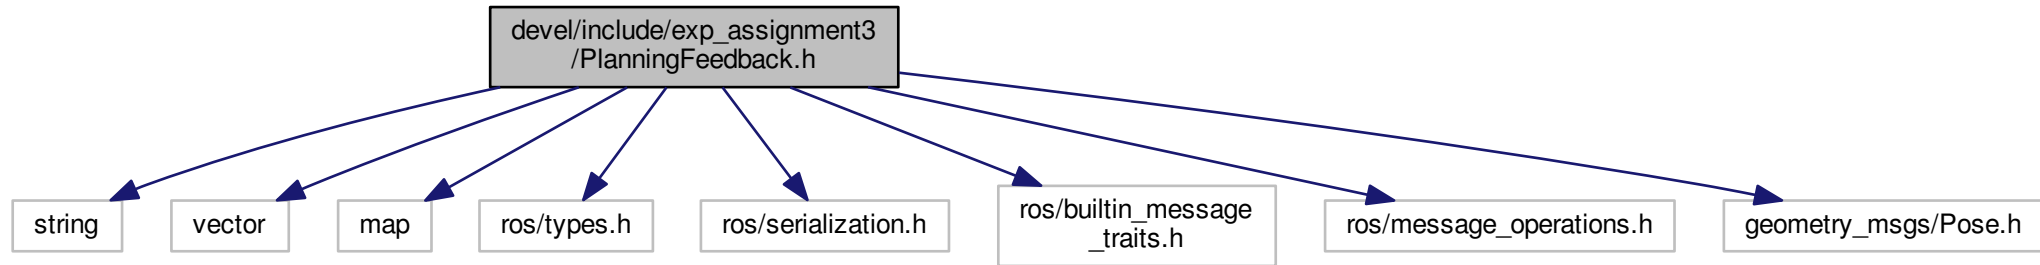 devel/include/exp_assignment3
/PlanningFeedback.h
string
vector
map
ros/types.h
ros/serialization.h
ros/builtin_message
_traits.h
ros/message_operations.h
geometry_msgs/Pose.h